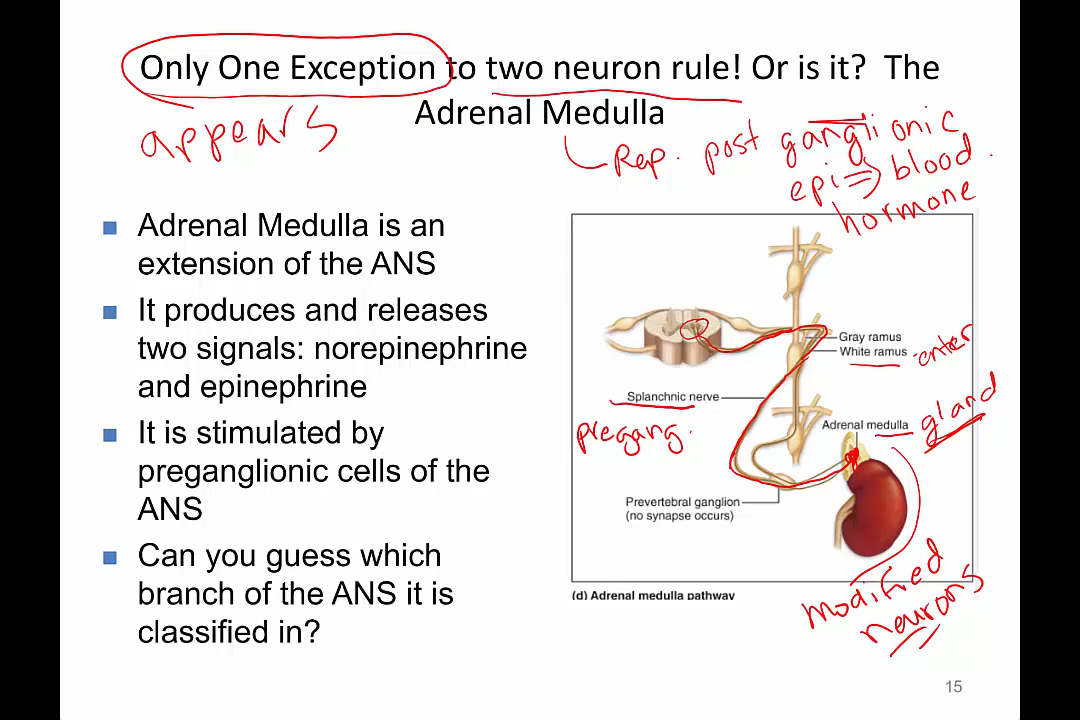 Only One Exception to two neuron rule! Or is it? The
Adrenal Medulla
appears
Rep. post ganglionic
epi ⇒ blood.
hormone
Adrenal Medulla is an
extension of the ANS
It produces and releases
two signals: norepinephrine
and epinephrine
It is stimulated by
preganglionic cells of the
ANS
Can you guess which
branch of the ANS it is
classified in?
Gray ramus
White ramus
enter
Splanchnic nerve
pregang.
Adrenal medulla
gland
Prevertebral ganglion
(no synapse occurs)
(d) Adrenal medulla pathway
modified
neurons
15